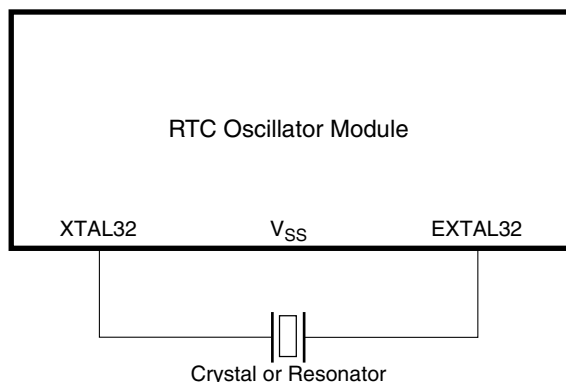 RTC Oscillator Module
XTAL32 VSS EXTAL32
Crystal or Resonator